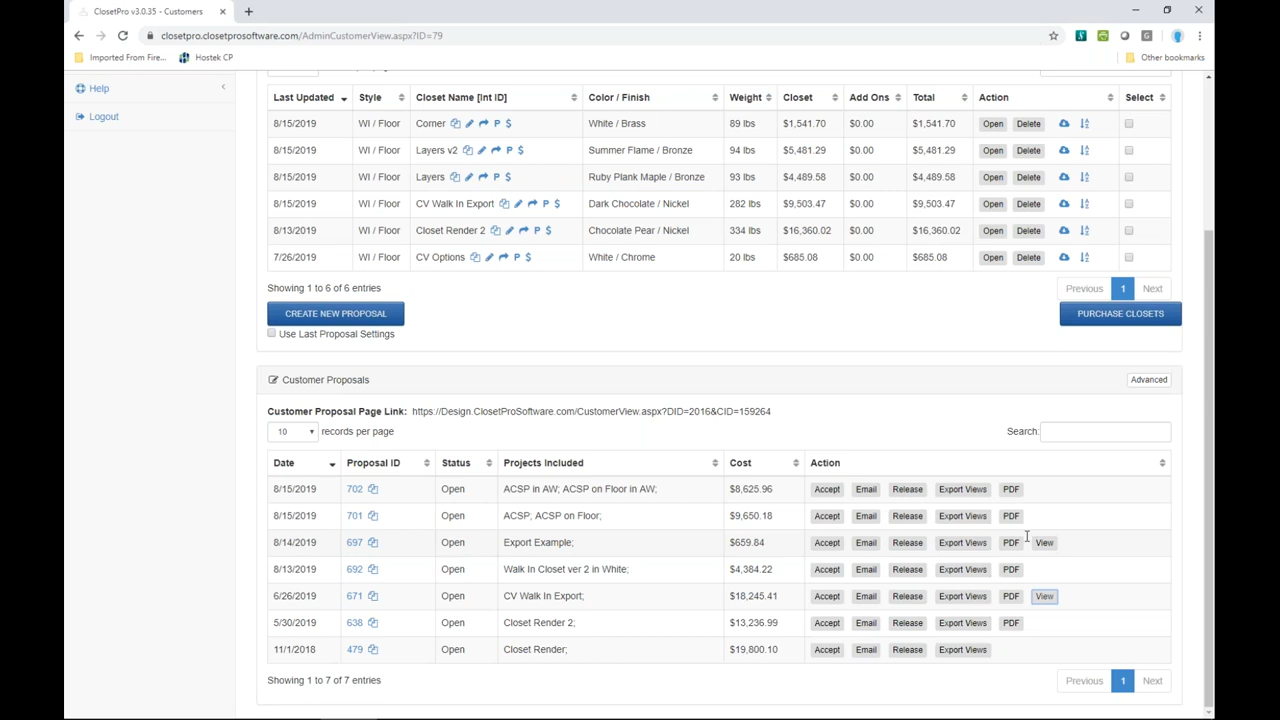 ClosetPro v3.0.35 - Customers
closetpro.closetprosoftware.com/AdminCustomerView.aspx?ID=79
Imported From Fire... Hostek CP Other bookmarks
Help
Logout
Last Updated Style Closet Name [Int ID] Color / Finish Weight Closet Add Ons Total Action Select
8/15/2019 WI / Floor Corner P $ White / Brass 89 lbs $1,541.70 $0.00 $1,541.70 Open Delete
8/15/2019 WI / Floor Layers v2 P $ Summer Flame / Bronze 94 lbs $5,481.29 $0.00 $5,481.29 Open Delete
8/15/2019 WI / Floor Layers P $ Ruby Plank Maple / Bronze 93 lbs $4,489.58 $0.00 $4,489.58 Open Delete
8/15/2019 WI / Floor CV Walk In Export P $ Dark Chocolate / Nickel 282 lbs $9,503.47 $0.00 $9,503.47 Open Delete
8/13/2019 WI / Floor Closet Render 2 P $ Chocolate Pear / Nickel 334 lbs $16,360.02 $0.00 $16,360.02 Open Delete
7/26/2019 WI / Floor CV Options P $ White / Chrome 20 lbs $685.08 $0.00 $685.08 Open Delete
Showing 1 to 6 of 6 entries Previous 1 Next
CREATE NEW PROPOSAL PURCHASE CLOSETS
Use Last Proposal Settings
Customer Proposals Advanced
Customer Proposal Page Link: https://Design.ClosetProSoftware.com/CustomerView.aspx?DID=2016&CID=159264
10 records per page Search:
Date Proposal ID Status Projects Included Cost Action
8/15/2019 702 Open ACSP in AW; ACSP on Floor in AW; $8,625.96 Accept Email Release Export Views PDF
8/15/2019 701 Open ACSP; ACSP on Floor; $9,650.18 Accept Email Release Export Views PDF
8/14/2019 697 Open Export Example; $659.84 Accept Email Release Export Views PDF View
8/13/2019 692 Open Walk In Closet ver 2 in White; $4,384.22 Accept Email Release Export Views PDF
6/26/2019 671 Open CV Walk In Export; $18,245.41 Accept Email Release Export Views PDF View
5/30/2019 638 Open Closet Render 2; $13,236.99 Accept Email Release Export Views PDF
11/1/2018 479 Open Closet Render; $19,800.10 Accept Email Release Export Views
Showing 1 to 7 of 7 entries Previous 1 Next